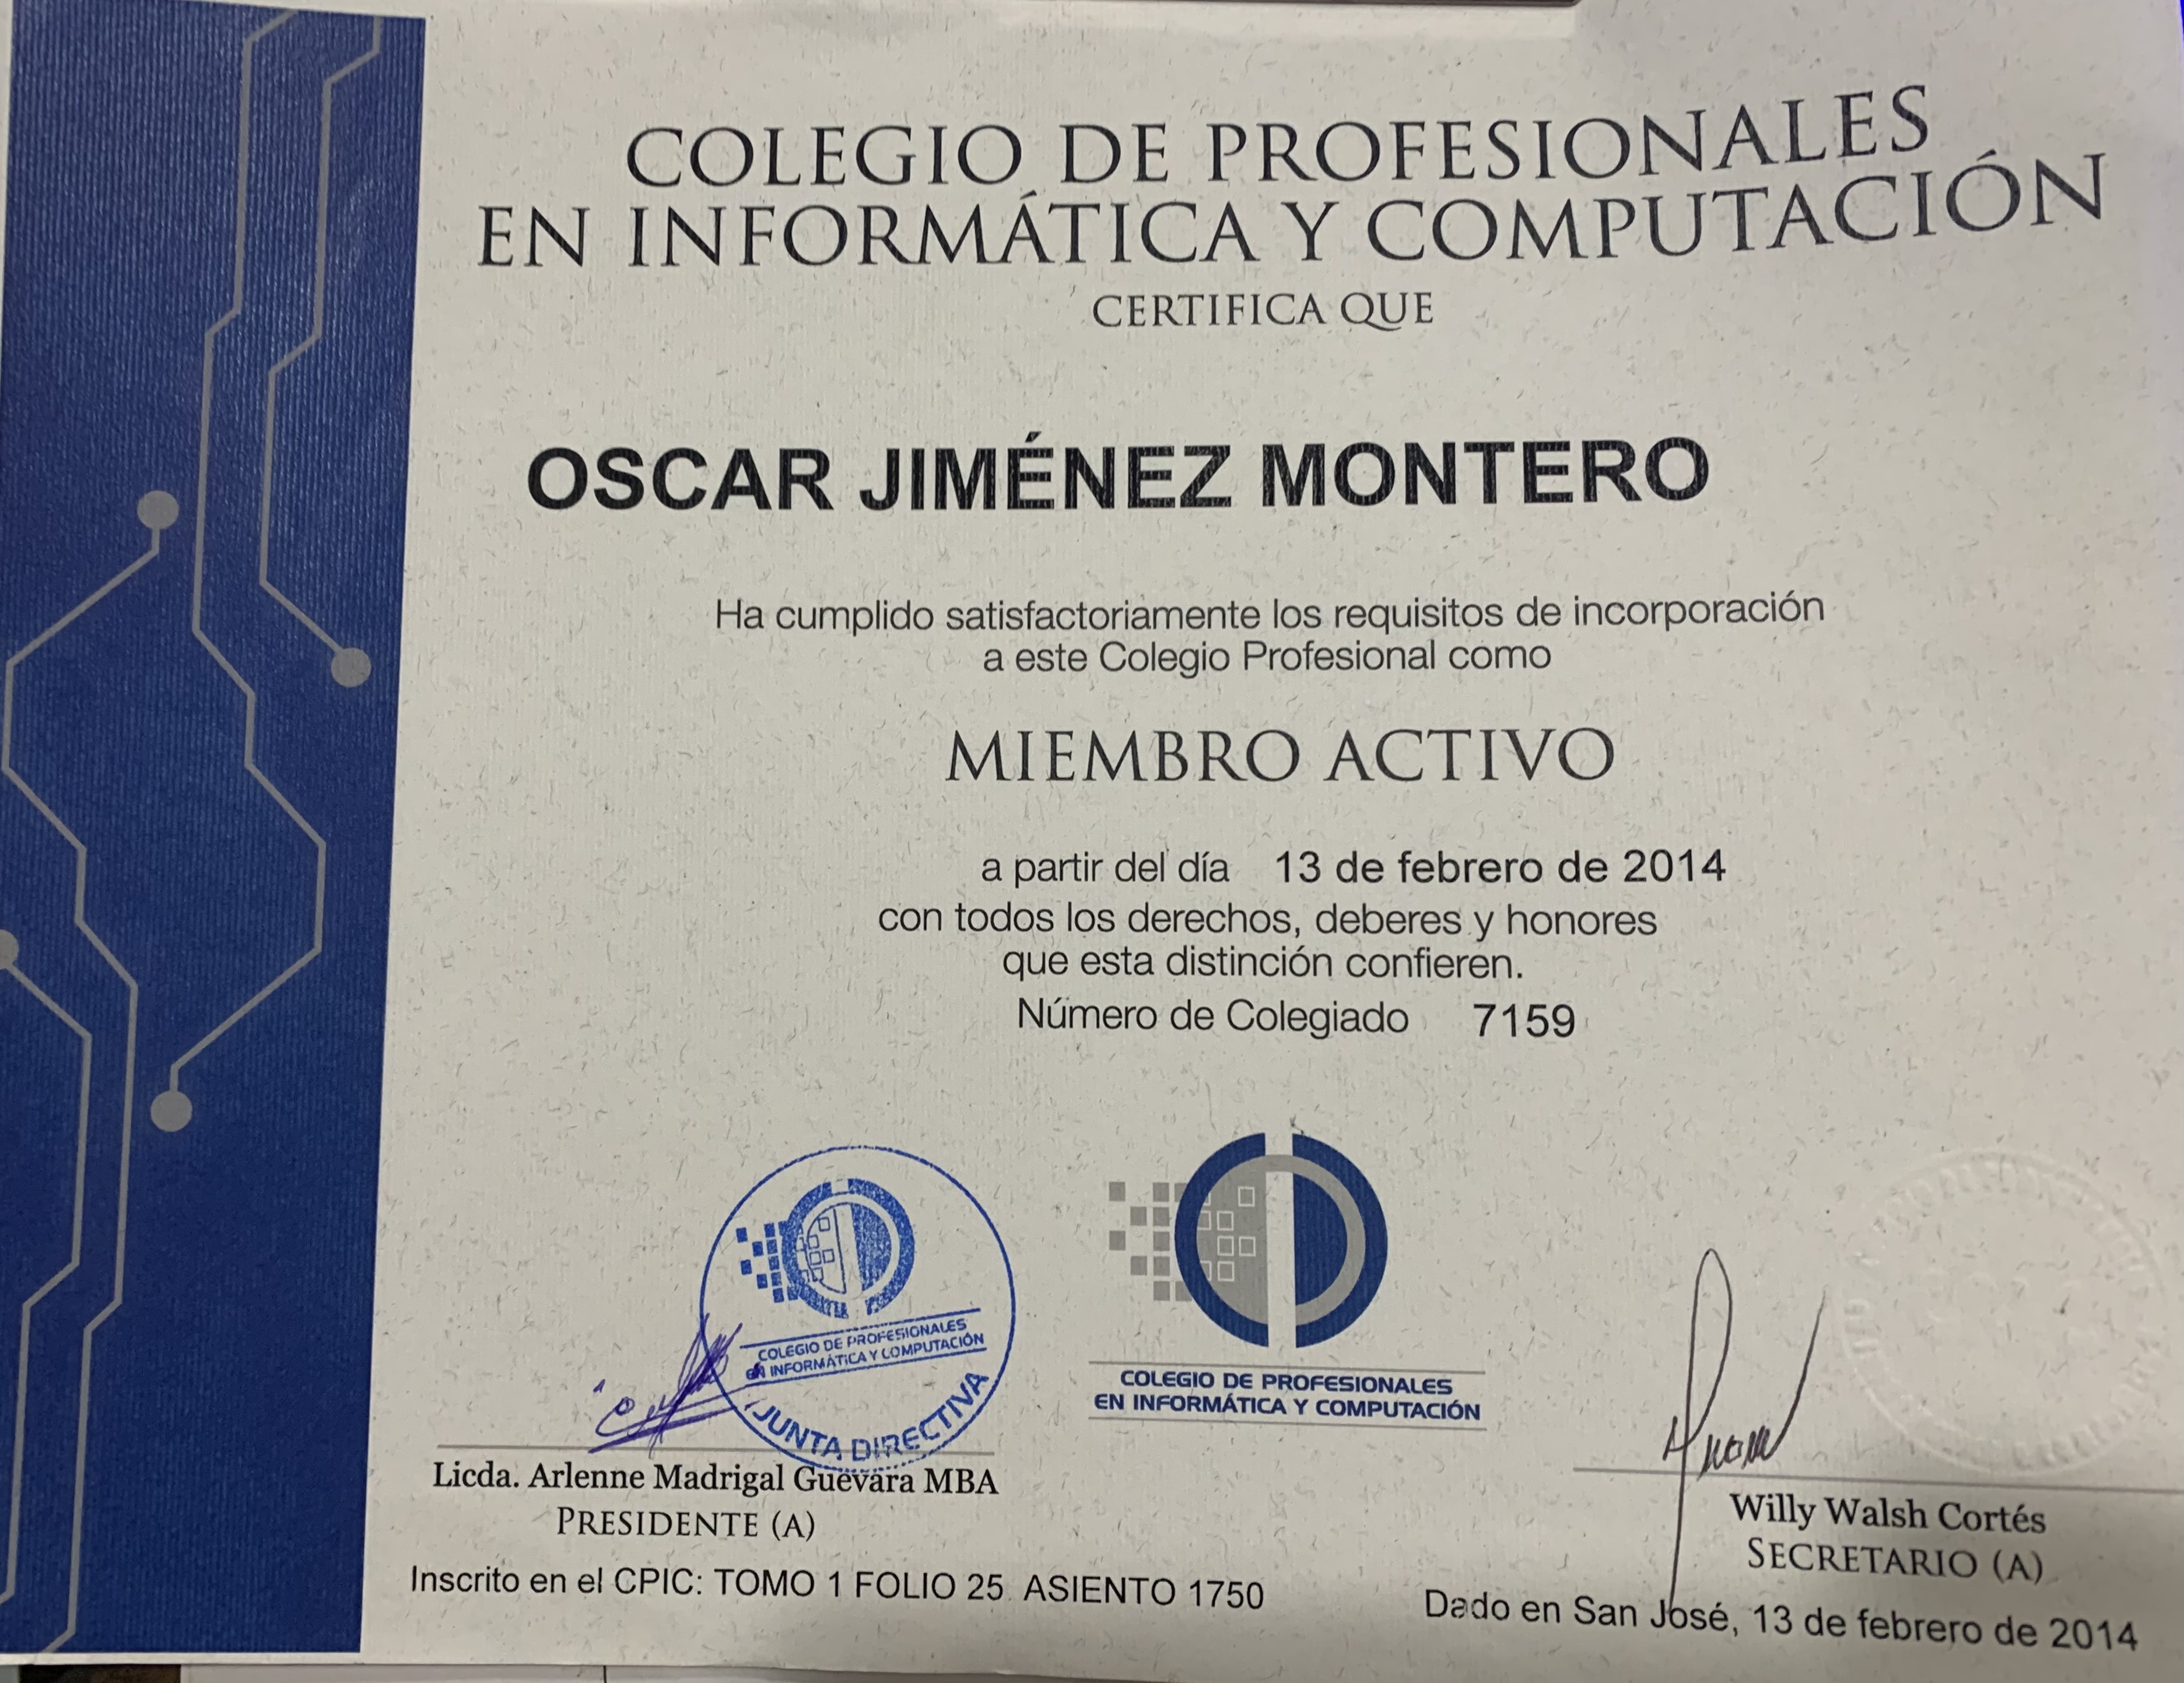 COLEGIO DE PROFESIONALES
EN INFORMÁTICA Y COMPUTACIÓN
CERTIFICA QUE
OSCAR JIMÉNEZ MONTERO
Ha cumplido satisfactoriamente los requisitos de incorporación
a este Colegio Profesional como
MIEMBRO ACTIVO
a partir del día 13 de febrero de 2014
con todos los derechos, deberes y honores
que esta distinción confieren.
Número de Colegiado 7159
COLEGIO DE PROFESIONALES
EN INFORMÁTICA Y COMPUTACIÓN
JUNTA DIRECTIVA
COLEGIO DE PROFESIONALES
EN INFORMÁTICA Y COMPUTACIÓN
Licda. Arlenne Madrigal Guevara MBA
PRESIDENTE (A)
Willy Walsh Cortés
SECRETARIO (A)
Inscrito en el CPIC: TOMO 1 FOLIO 25 ASIENTO 1750
Dado en San José, 13 de febrero de 2014